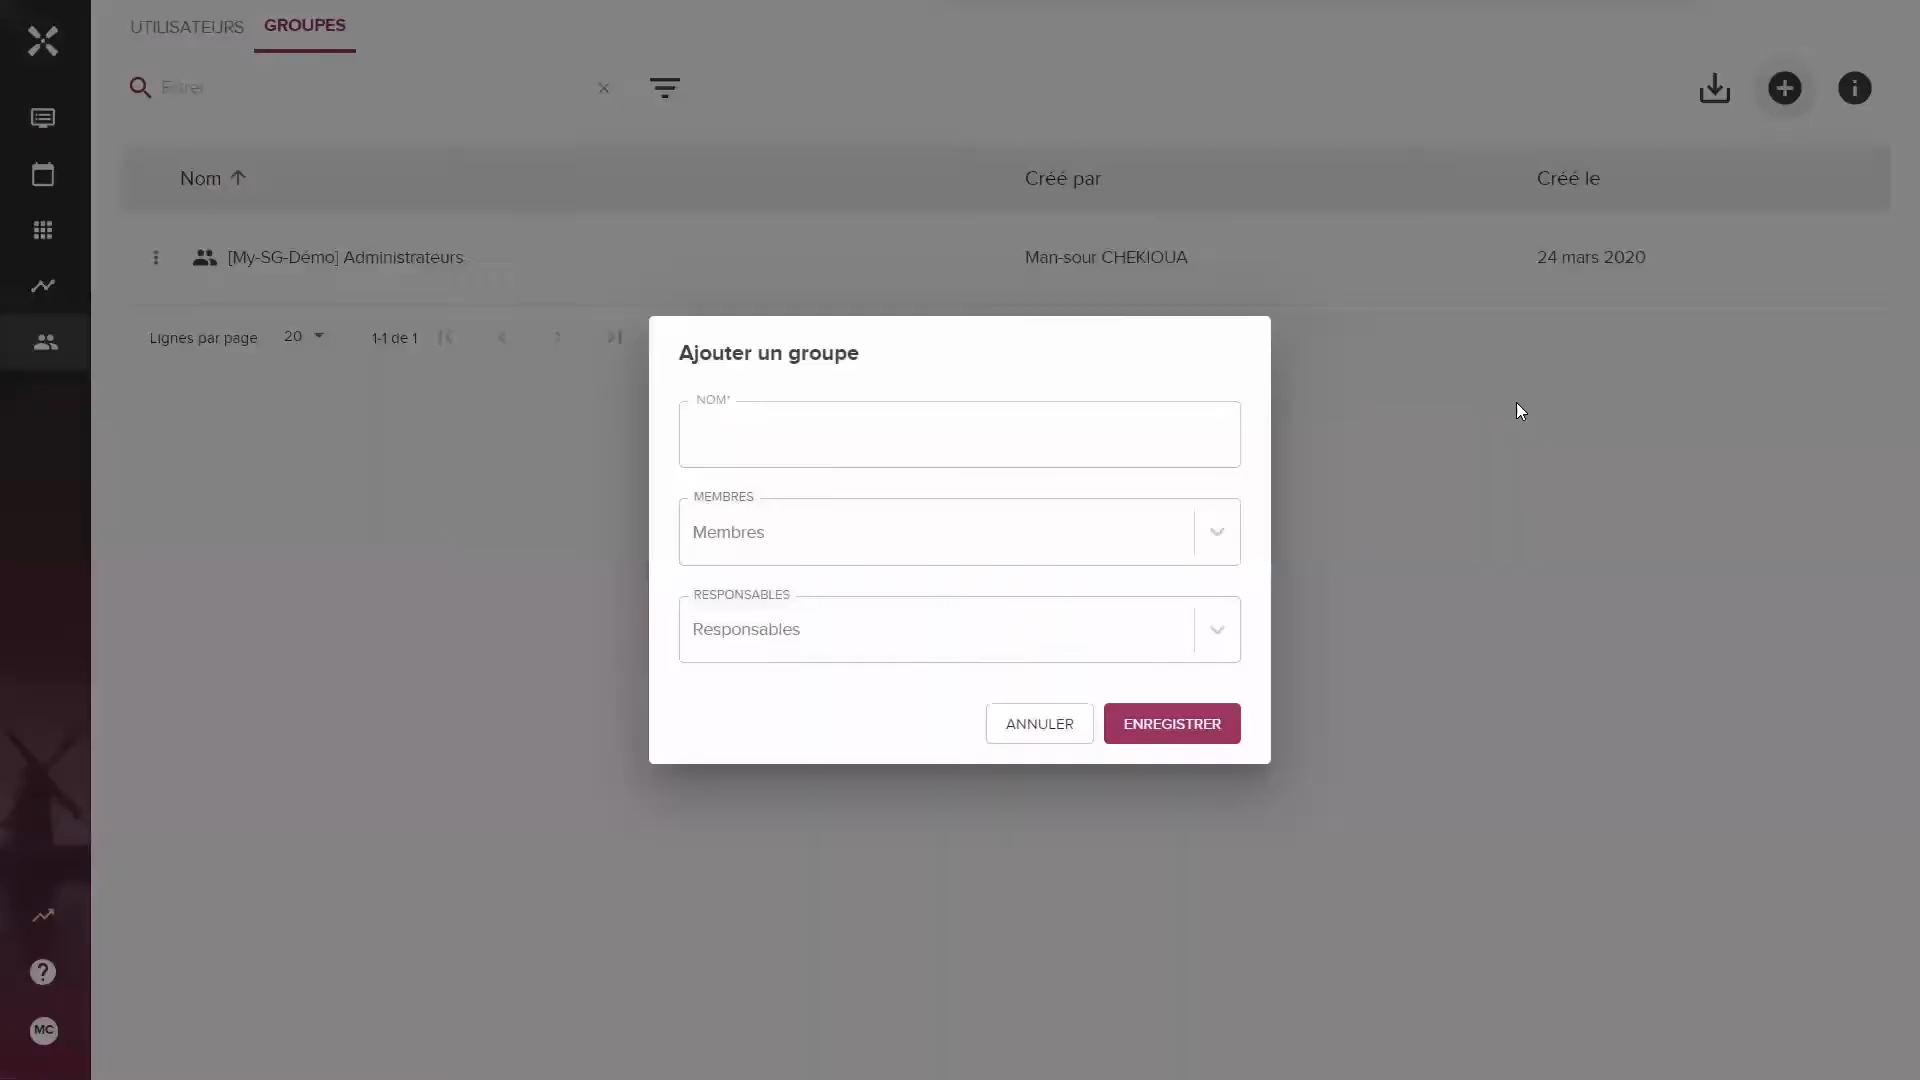 UTILISATEURS GROUPES
Filtrer
Nom Créé par Créé le
[My-SG-Démo] Administrateurs Man-sour CHEKIOUA 24 mars 2020
Lignes par page 20 1-1 de 1
Ajouter un groupe
NOM*
MEMBRES
Membres
RESPONSABLES
Responsables
ANNULER ENREGISTRER
MC